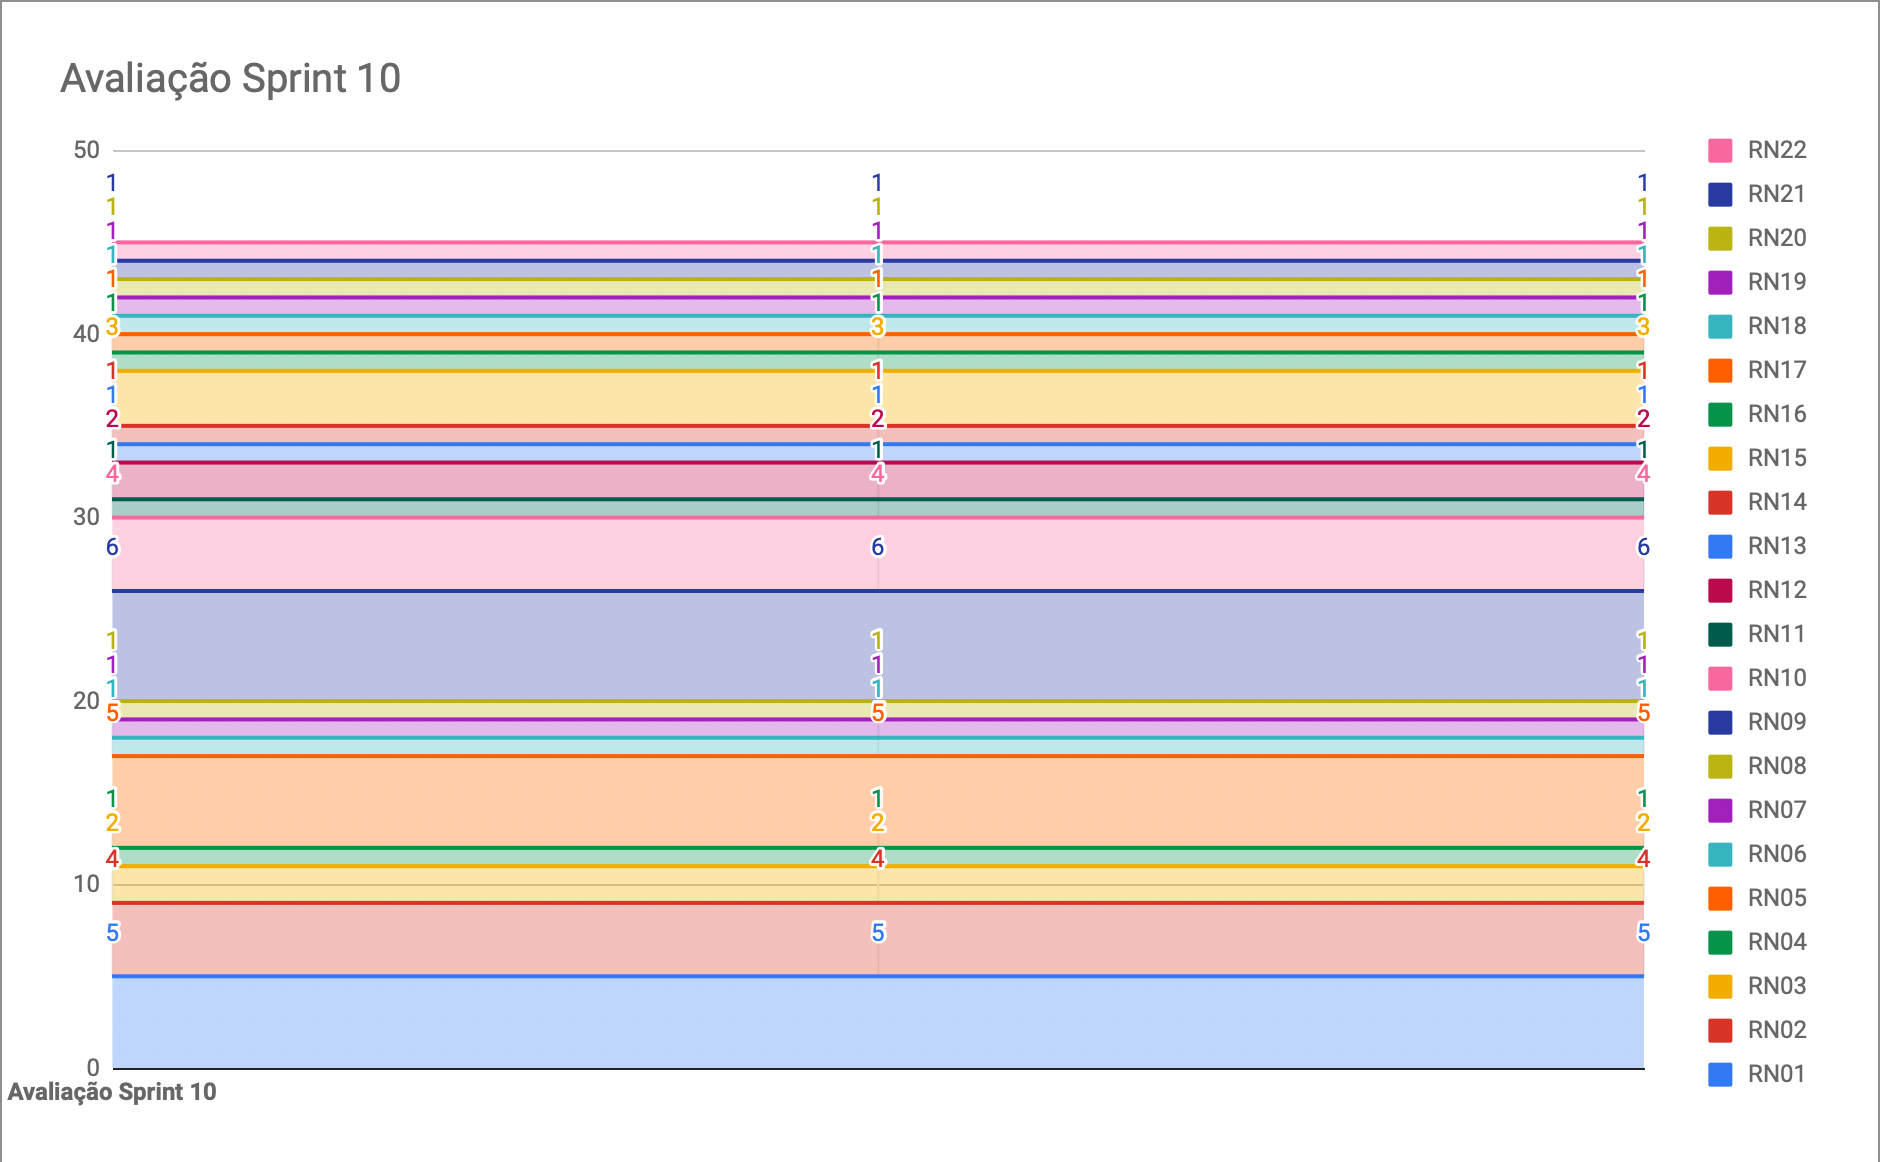 Avaliação Sprint 10
50
40
30
20
10
0
1 1 1
1 1 1
1 1 1
1 1 1
1 1 1
1 1 1
3 3 3
1 1 1
1 1 1
2 2 2
1 1 1
4 4 4
6 6 6
1 1 1
1 1 1
1 1 1
5 5 5
1 1 1
2 2 2
4 4 4
5 5 5
Avaliação Sprint 10
RN22
RN21
RN20
RN19
RN18
RN17
RN16
RN15
RN14
RN13
RN12
RN11
RN10
RN09
RN08
RN07
RN06
RN05
RN04
RN03
RN02
RN01